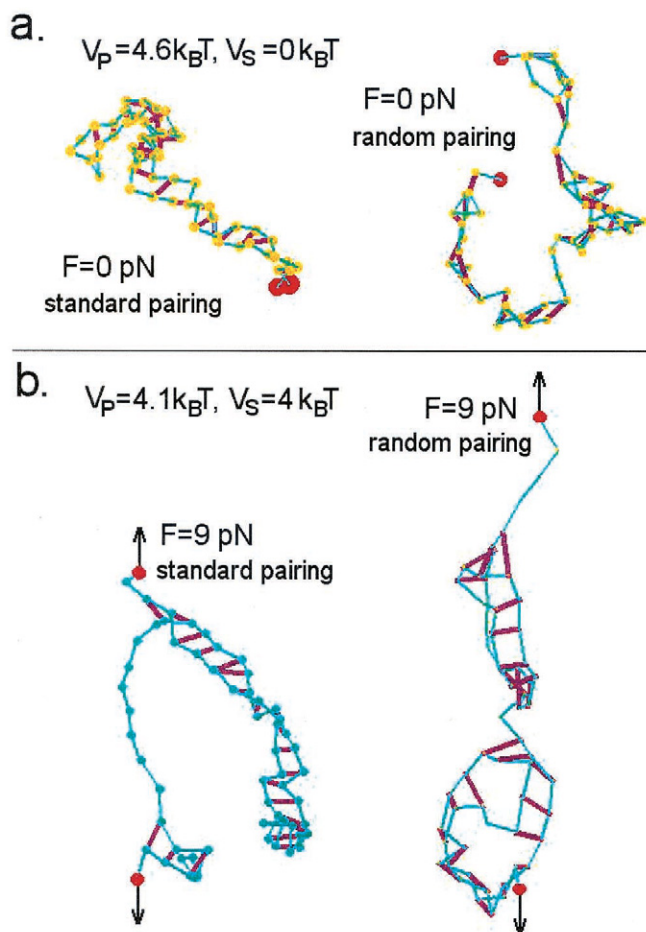 a.
V_P=4.6k_BT, V_S=0k_BT
F=0 pN
random pairing
F=0 pN
standard pairing
b.
V_P=4.1k_BT, V_S=4k_BT
F=9 pN
random pairing
F=9 pN
standard pairing